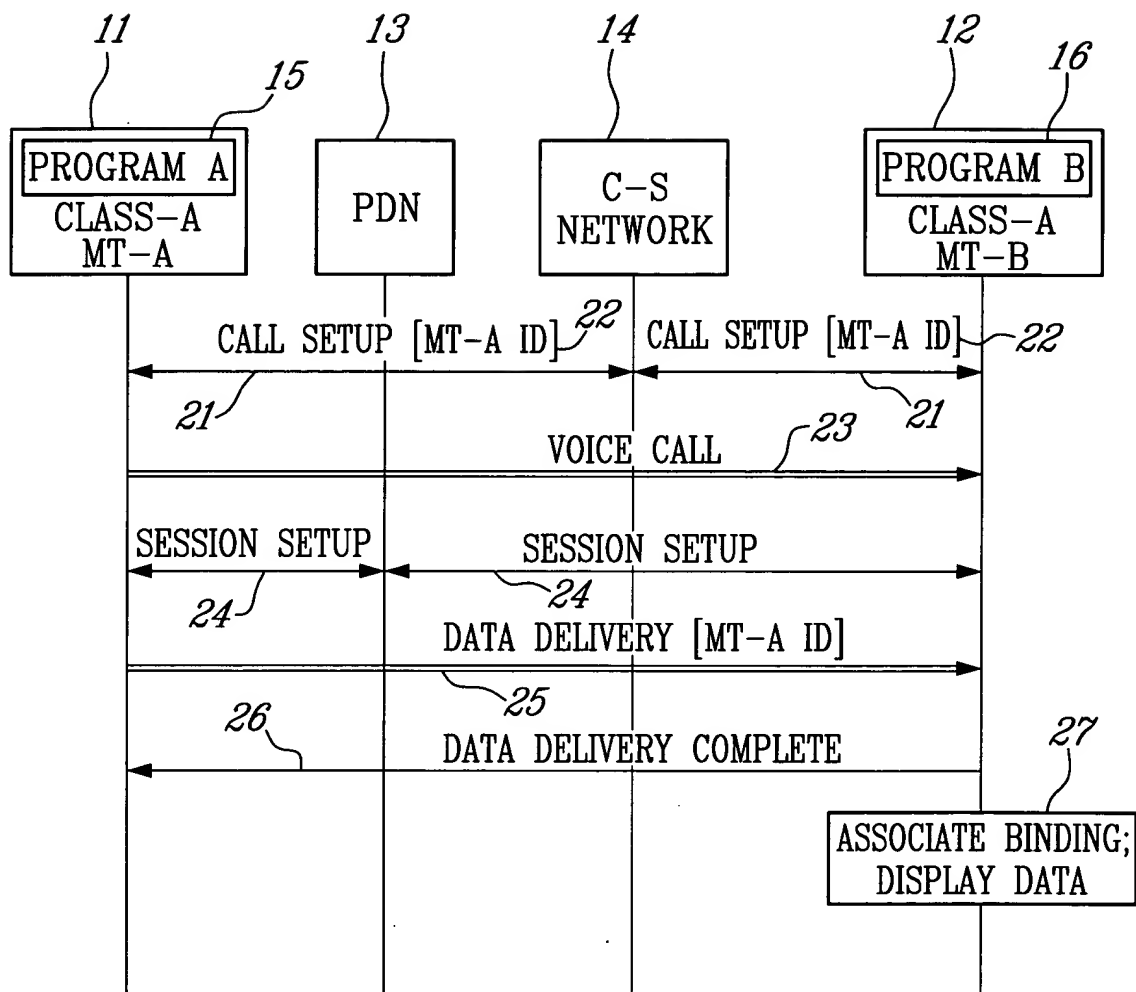 11
15
13
14
12
16
PROGRAM A
CLASS-A
MT-A
PDN
C-S
NETWORK
PROGRAM B
CLASS-A
MT-B
CALL SETUP [MT-A ID]
22
CALL SETUP [MT-A ID]
22
21
21
VOICE CALL
23
SESSION SETUP
SESSION SETUP
24
24
DATA DELIVERY [MT-A ID]
25
26
DATA DELIVERY COMPLETE
27
ASSOCIATE BINDING;
DISPLAY DATA